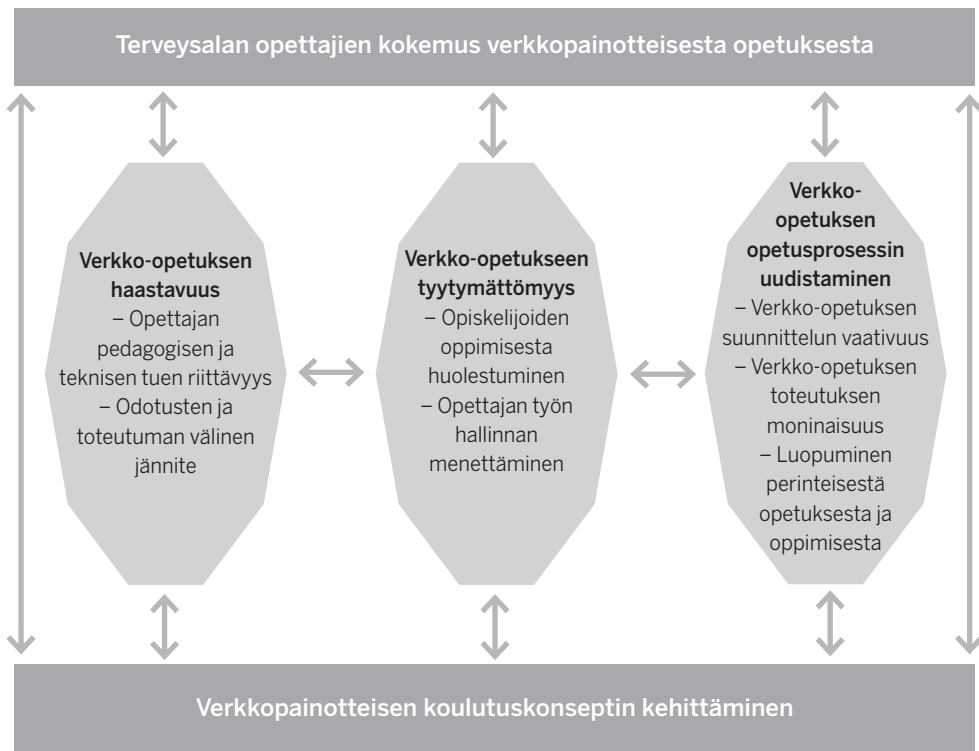 Terveysalan opettajien kokemus verkkopainotteisesta opetuksesta
Verkko-opetuksen
haastavuus
– Opettajan
pedagogisen ja
teknisen tuen riittävyys
– Odotusten ja
toteutuman välinen
jännite
Verkko-opetukseen
tyytymättömyys
– Opiskelijoiden
oppimisesta
huolestuminen
– Opettajan työn
hallinnan
menettäminen
Verkko-
opetuksen
opetusprosessin
uudistaminen
– Verkko-opetuksen
suunnittelun vaativuus
– Verkko-opetuksen
toteutuksen
moninaisuus
– Luopuminen
perinteisestä
opetuksesta ja
oppimisesta
Verkkopainotteisen koulutuskonseptin kehittäminen